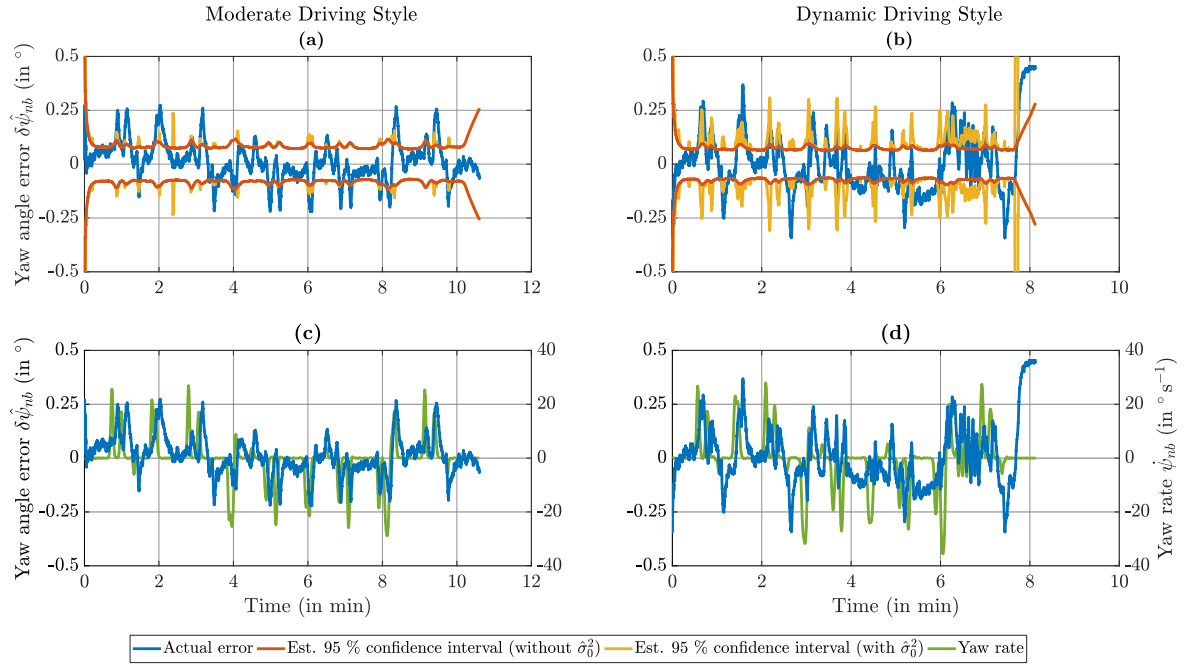 Moderate Driving Style
Dynamic Driving Style
(a)
(b)
Yaw angle error δψ̂ₙb (in °)
0.5
0.25
0
-0.25
-0.5
0 2 4 6 8 10 12
0.5
0.25
0
-0.25
-0.5
0 2 4 6 8 10
(c)
(d)
Yaw angle error δψ̂ₙb (in °)
0.5
0.25
0
-0.25
-0.5
40
20
0
-20
-40
0 2 4 6 8 10 12
Time (in min)
0.5
0.25
0
-0.25
-0.5
40
20
0
-20
-40
Yaw rate ψ̇ₙb (in ° s⁻¹)
0 2 4 6 8 10
Time (in min)
Actual error
Est. 95 % confidence interval (without σ̂₀²)
Est. 95 % confidence interval (with σ̂₀²)
Yaw rate